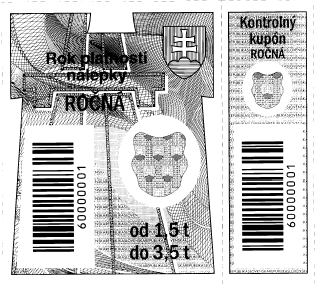 Rok platnosti
nálepky
ROČNÁ
60000001
od 1,5 t
do 3,5 t
Kontrolný
kupón
ROČNÁ
60000001